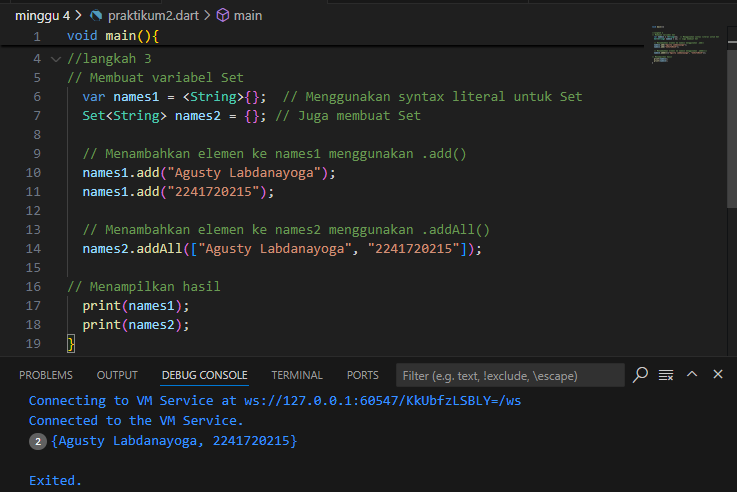 minggu 4 > praktikum2.dart > main
1 void main(){
4 //langkah 3
5 // Membuat variabel Set
6 var names1 = <String>{}; // Menggunakan syntax literal untuk Set
7 Set<String> names2 = {}; // Juga membuat Set
8
9 // Menambahkan elemen ke names1 menggunakan .add()
10 names1.add("Agusty Labdanayoga");
11 names1.add("2241720215");
12
13 // Menambahkan elemen ke names2 menggunakan .addAll()
14 names2.addAll(["Agusty Labdanayoga", "2241720215"]);
15
16 // Menampilkan hasil
17 print(names1);
18 print(names2);
19 }
PROBLEMS OUTPUT DEBUG CONSOLE TERMINAL PORTS Filter (e.g. text, !exclude, \escape)
Connecting to VM Service at ws://127.0.0.1:60547/KkUbfzLSBLY=/ws
Connected to the VM Service.
2 {Agusty Labdanayoga, 2241720215}
Exited.